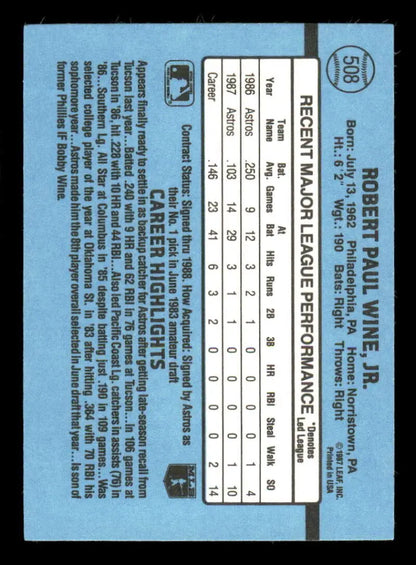 508
ROBERT PAUL WINE, JR.
Born: July 13, 1962 Philadelphia, PA Home: Norristown, PA
Ht.: 6' 2" Wgt.: 190 Bats: Right Throws: Right
©1987 LEAF, INC.
Printed in USA
RECENT MAJOR LEAGUE PERFORMANCE *Denotes Led League
Team Bat. At
Year Name Avg. Games Bat Hits Runs 2B 3B HR RBI Steal Walk SO
1986 Astros .250 9 12 3 2 1 0 0 0 0 1 4
1987 Astros .103 14 29 3 1 1 0 0 0 0 1 10
Career .146 23 41 6 3 2 0 0 0 0 2 14
Contract Status: Signed thru 1988. How Acquired: Signed by Astros as
their No. 1 pick in June 1983 amateur draft
CAREER HIGHLIGHTS
MLB
Appears finally ready to settle in as backup catcher for Astros after getting late-season recall from
Tucson last year...Batted .240 with 9 HR and 62 RBI in 76 games at Tucson...In 106 games at
Tucson in '86, hit .228 with 10 HR and 44 RBI...Also led Pacific Coast Lg. catchers in assists (76) in
'86...Southern Lg. All Star at Columbus in '85 despite batting just .190 in 109 games...Was
selected college player of the year at Oklahoma St. in '83 after hitting .364 with 70 RBI his
sophomore year...Astros made him the 8th player overall selected in June draft that year...Is son of
former Phillies IF Bobby Wine.